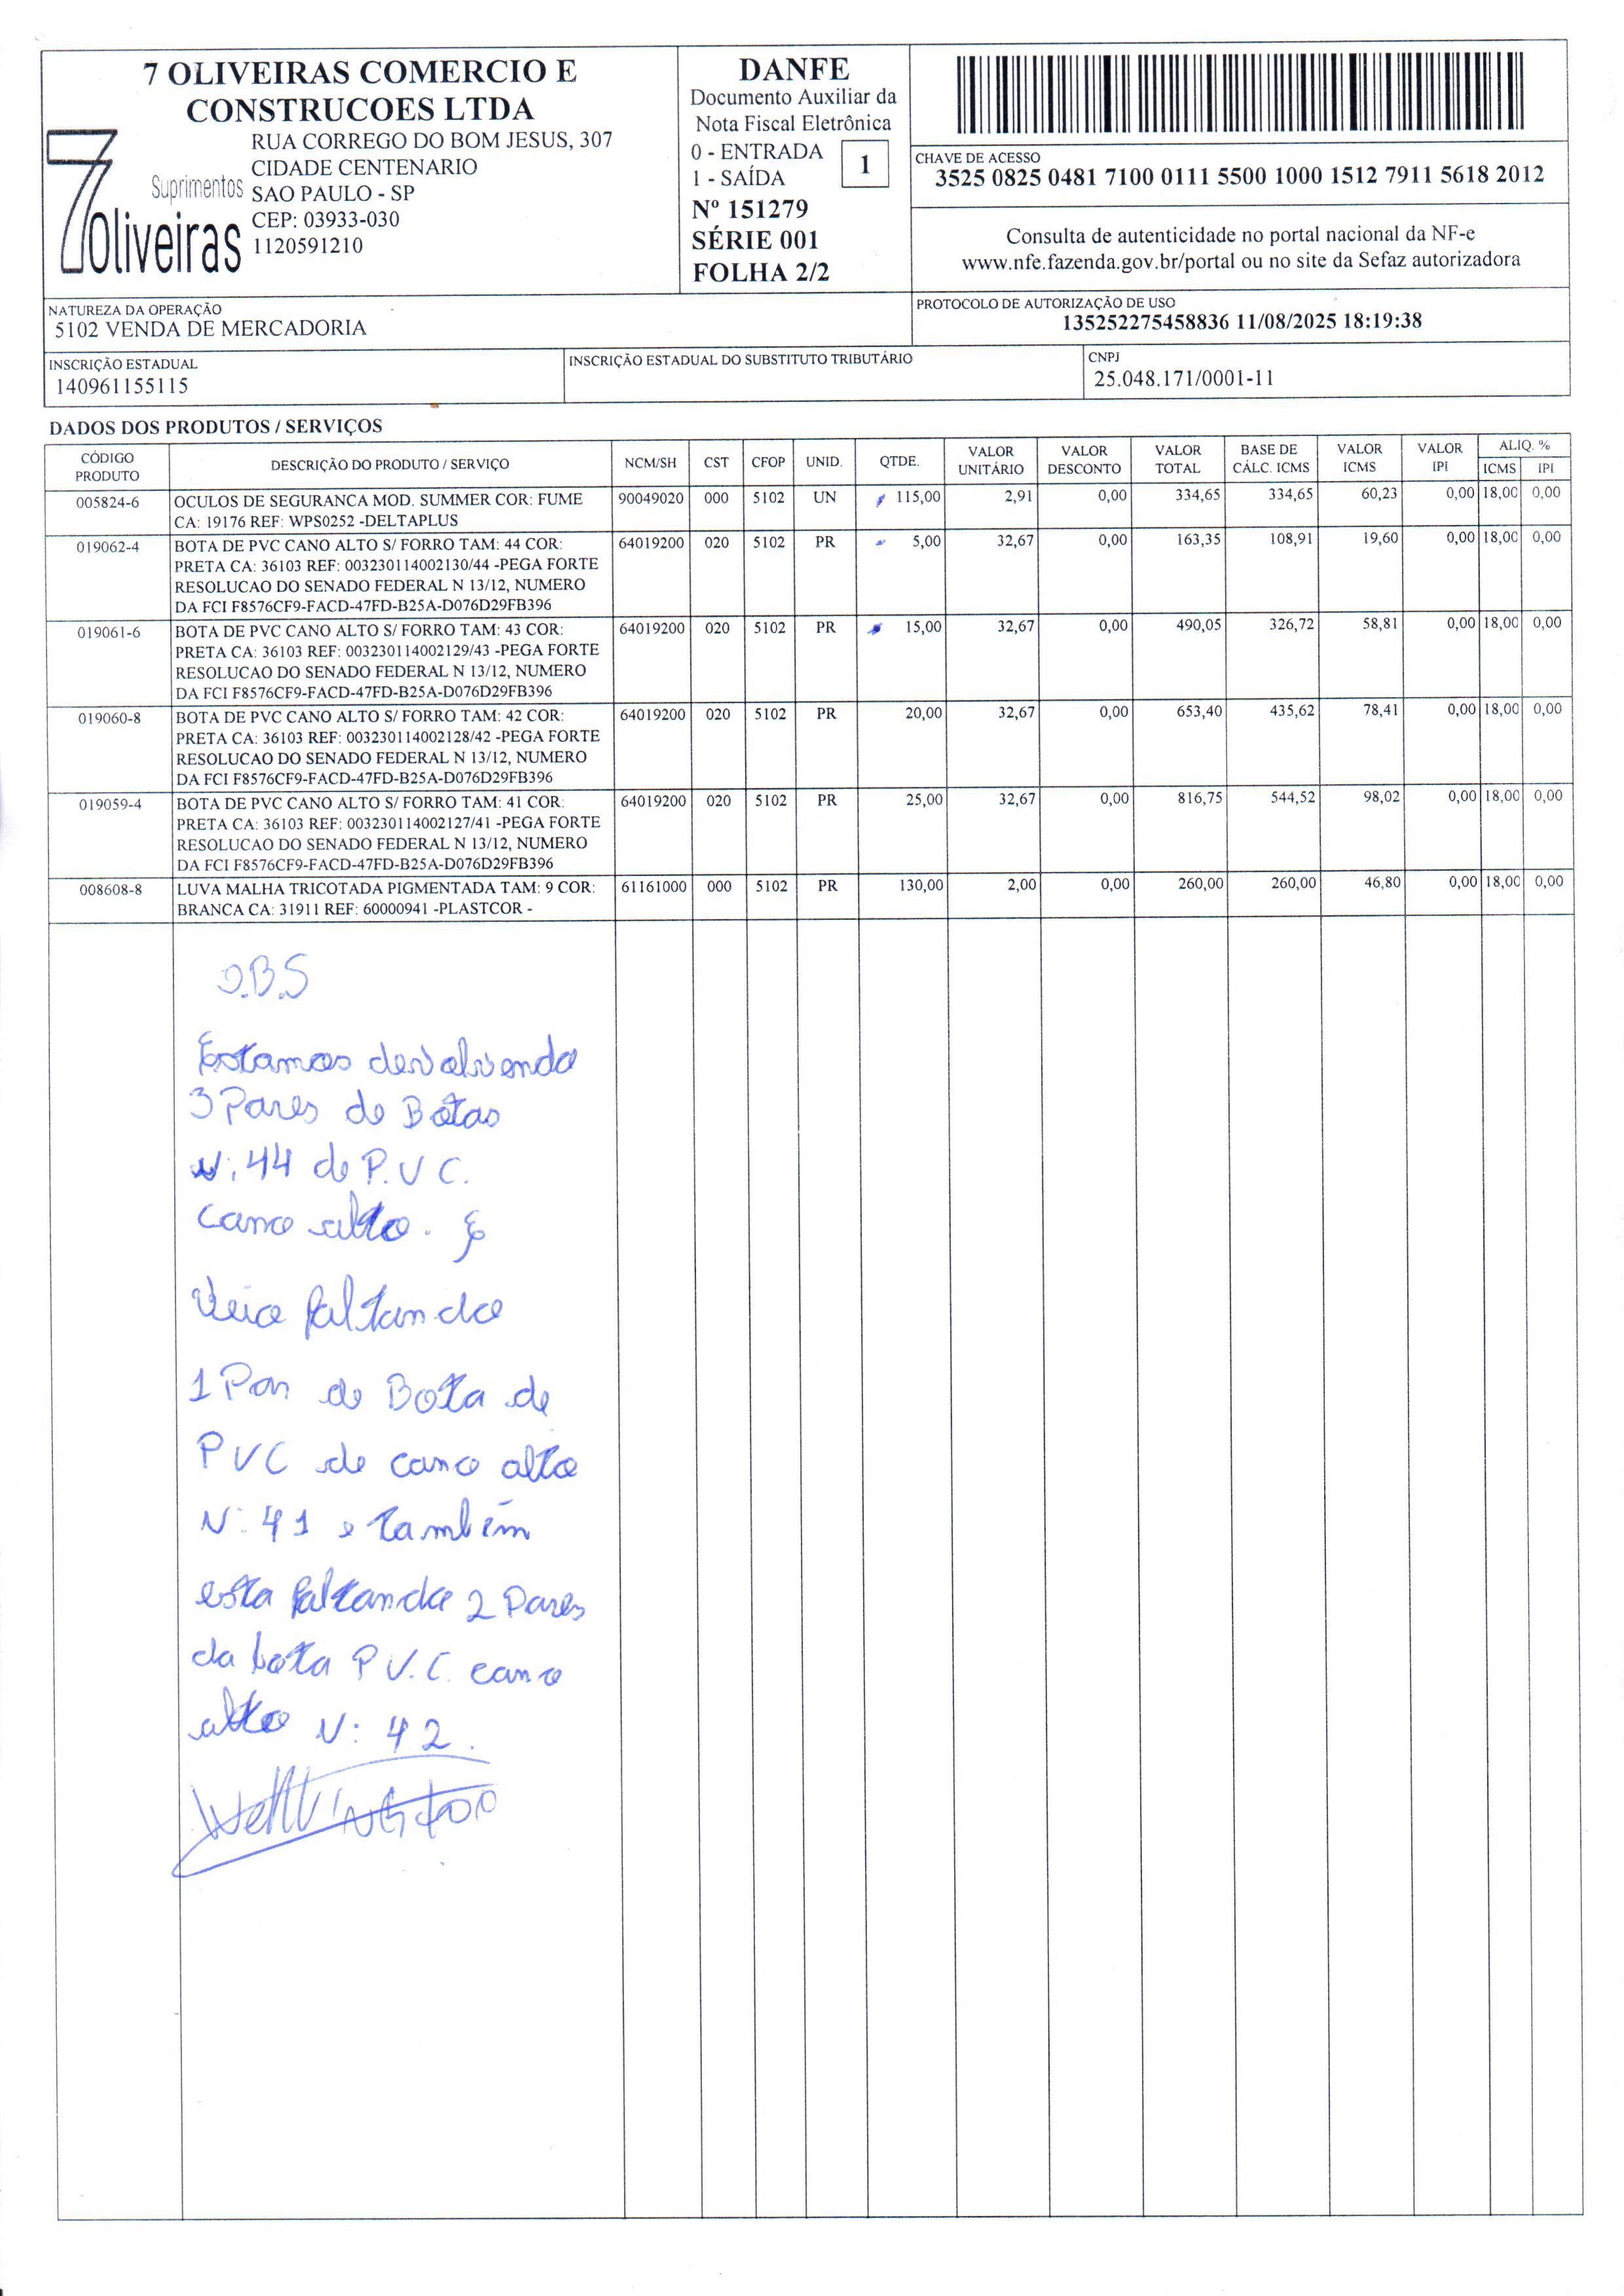 7 OLIVEIRAS COMERCIO E
CONSTRUCOES LTDA
RUA CORREGO DO BOM JESUS, 307
CIDADE CENTENARIO
SAO PAULO - SP
CEP: 03933-030
1120591210
7 Suprimentos
Oliveiras
DANFE
Documento Auxiliar da
Nota Fiscal Eletrônica
0 - ENTRADA
1 - SAÍDA
1
Nº 151279
SÉRIE 001
FOLHA 2/2
CHAVE DE ACESSO
3525 0825 0481 7100 0111 5500 1000 1512 7911 5618 2012
Consulta de autenticidade no portal nacional da NF-e
www.nfe.fazenda.gov.br/portal ou no site da Sefaz autorizadora
NATUREZA DA OPERAÇÃO
5102 VENDA DE MERCADORIA
PROTOCOLO DE AUTORIZAÇÃO DE USO
135252275458836 11/08/2025 18:19:38
INSCRIÇÃO ESTADUAL
140961155115
INSCRIÇÃO ESTADUAL DO SUBSTITUTO TRIBUTÁRIO
CNPJ
25.048.171/0001-11
DADOS DOS PRODUTOS / SERVIÇOS
CÓDIGO PRODUTO DESCRIÇÃO DO PRODUTO / SERVIÇO NCM/SH CST CFOP UNID. QTDE. VALOR UNITÁRIO VALOR DESCONTO VALOR TOTAL BASE DE CÁLC. ICMS VALOR ICMS VALOR IPI ALIQ. % ICMS IPI
005824-6 OCULOS DE SEGURANCA MOD. SUMMER COR: FUME 90049020 000 5102 UN 115,00 2,91 0,00 334,65 334,65 60,23 0,00 18,00 0,00
CA: 19176 REF: WPS0252 -DELTAPLUS
019062-4 BOTA DE PVC CANO ALTO S/ FORRO TAM: 44 COR: 64019200 020 5102 PR 5,00 32,67 0,00 163,35 108,91 19,60 0,00 18,00 0,00
PRETA CA: 36103 REF: 003230114002130/44 -PEGA FORTE
RESOLUCAO DO SENADO FEDERAL N 13/12, NUMERO
DA FCI F8576CF9-FACD-47FD-B25A-D076D29FB396
019061-6 BOTA DE PVC CANO ALTO S/ FORRO TAM: 43 COR: 64019200 020 5102 PR 15,00 32,67 0,00 490,05 326,72 58,81 0,00 18,00 0,00
PRETA CA: 36103 REF: 003230114002129/43 -PEGA FORTE
RESOLUCAO DO SENADO FEDERAL N 13/12, NUMERO
DA FCI F8576CF9-FACD-47FD-B25A-D076D29FB396
019060-8 BOTA DE PVC CANO ALTO S/ FORRO TAM: 42 COR: 64019200 020 5102 PR 20,00 32,67 0,00 653,40 435,62 78,41 0,00 18,00 0,00
PRETA CA: 36103 REF: 003230114002128/42 -PEGA FORTE
RESOLUCAO DO SENADO FEDERAL N 13/12, NUMERO
DA FCI F8576CF9-FACD-47FD-B25A-D076D29FB396
019059-4 BOTA DE PVC CANO ALTO S/ FORRO TAM: 41 COR: 64019200 020 5102 PR 25,00 32,67 0,00 816,75 544,52 98,02 0,00 18,00 0,00
PRETA CA: 36103 REF: 003230114002127/41 -PEGA FORTE
RESOLUCAO DO SENADO FEDERAL N 13/12, NUMERO
DA FCI F8576CF9-FACD-47FD-B25A-D076D29FB396
008608-8 LUVA MALHA TRICOTADA PIGMENTADA TAM: 9 COR: 61161000 000 5102 PR 130,00 2,00 0,00 260,00 260,00 46,80 0,00 18,00 0,00
BRANCA CA: 31911 REF: 60000941 -PLASTCOR -
O.B.S
Estamos devolvendo
3 Pares de Botas
N: 44 de P.V C.
cano alto. E
Veio faltando
1 Par de Bota de
PVC de cano alto
N: 41 e também
esta faltando 2 Pares
da bota P V.C. cano
alto N: 42.
Wellington